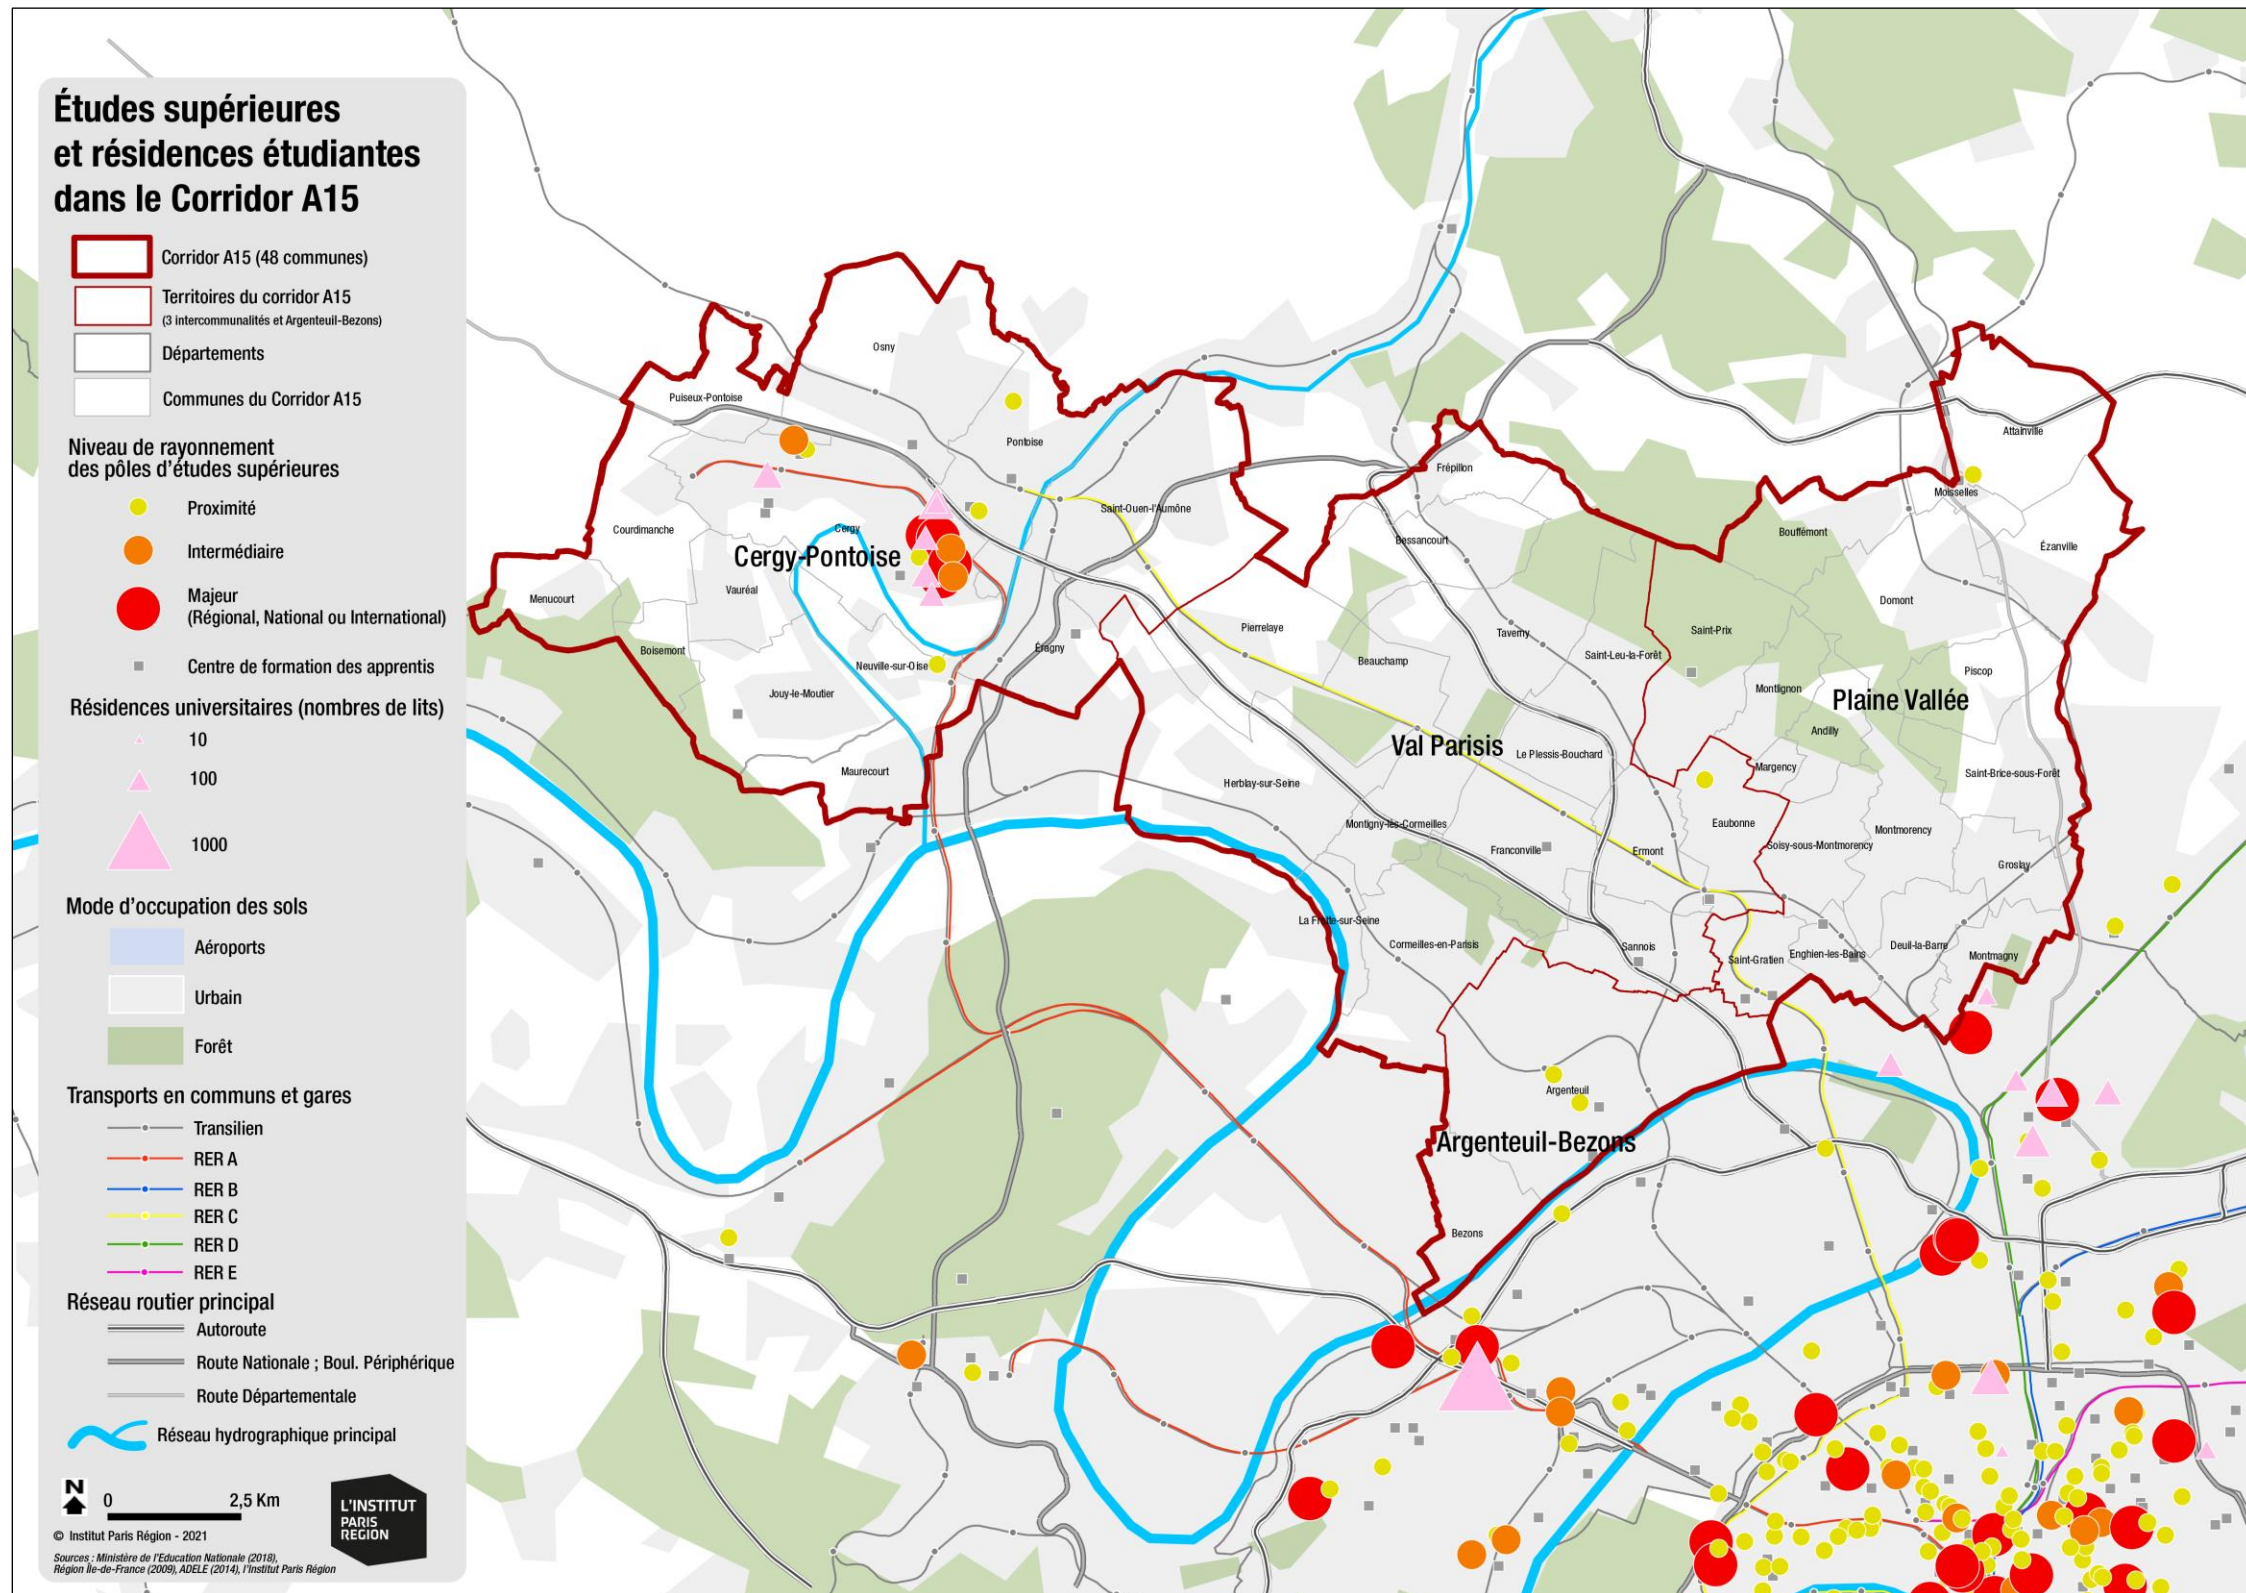 Études supérieures
et résidences étudiantes
dans le Corridor A15
Corridor A15 (48 communes)
Territoires du corridor A15
(3 intercommunalités et Argenteuil-Bezons)
Départements
Communes du Corridor A15
Niveau de rayonnement
des pôles d'études supérieures
Proximité
Intermédiaire
Majeur
(Régional, National ou International)
Centre de formation des apprentis
Résidences universitaires (nombres de lits)
10
100
1000
Mode d'occupation des sols
Aéroports
Urbain
Forêt
Transports en communs et gares
Transilien
RER A
RER B
RER C
RER D
RER E
Réseau routier principal
Autoroute
Route Nationale ; Boul. Périphérique
Route Départementale
Réseau hydrographique principal
N
0 2,5 Km
L'INSTITUT
PARIS
REGION
© Institut Paris Région - 2021
Sources : Ministère de l'Education Nationale (2018),
Région Île-de-France (2009), ADELE (2014), l'Institut Paris Région
Osny
Puiseux-Pontoise
Pontoise
Saint-Ouen-l'Aumône
Courdimanche
Cergy
Cergy-Pontoise
Vauréal
Menucourt
Boisemont
Neuville-sur-Oise
Éragny
Jouy-le-Moutier
Maurecourt
Frépillon
Bessancourt
Pierrelaye
Taverny
Beauchamp
Saint-Leu-la-Forêt
Val Parisis
Le Plessis-Bouchard
Herblay-sur-Seine
Montigny-lès-Cormeilles
Franconville
Ermont
Eaubonne
La Frette-sur-Seine
Cormeilles-en-Parisis
Sannois
Attainville
Moisselles
Bouffémont
Ézanville
Domont
Saint-Prix
Piscop
Montlignon
Plaine Vallée
Andilly
Margency
Saint-Brice-sous-Forêt
Montmorency
Soisy-sous-Montmorency
Groslay
Saint-Gratien
Enghien-les-Bains
Deuil-la-Barre
Montmagny
Argenteuil
Argenteuil-Bezons
Bezons